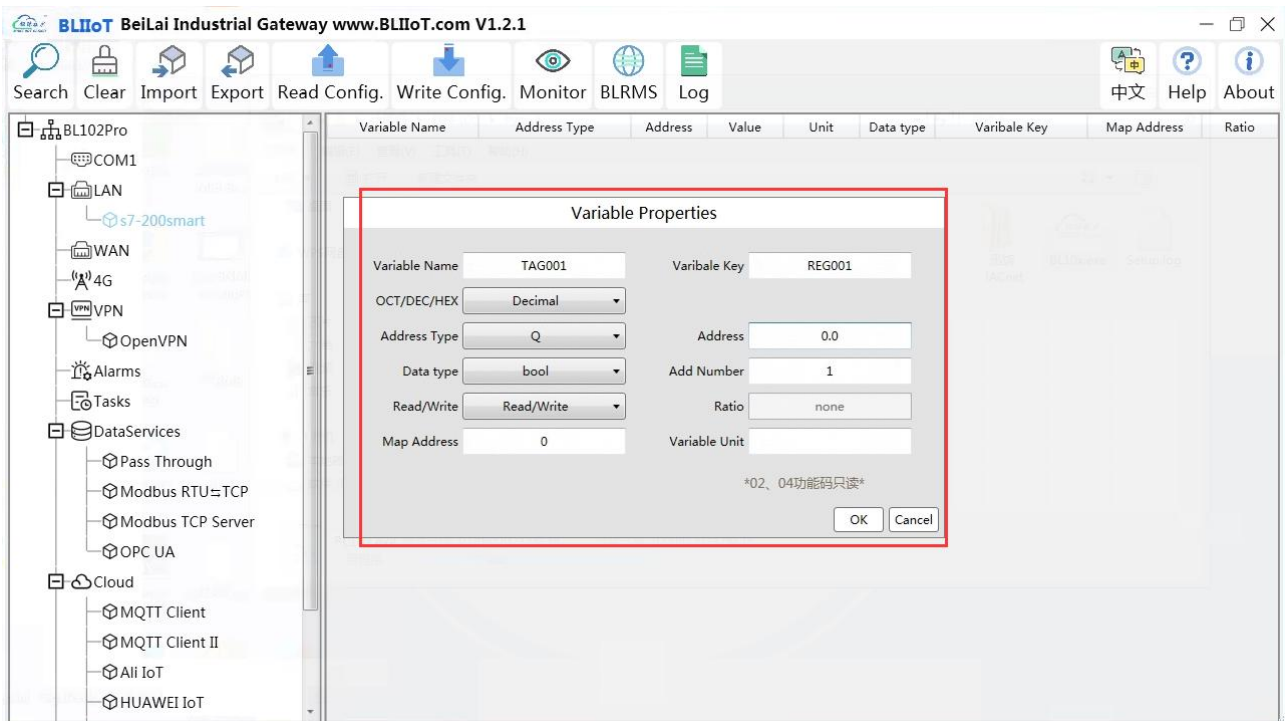 BLIIoT BeiLai Industrial Gateway www.BLIIoT.com V1.2.1
Search Clear Import Export Read Config. Write Config. Monitor BLRMS Log 中文 Help About
BL102Pro
COM1
LAN
s7-200smart
WAN
4G
VPN
OpenVPN
Alarms
Tasks
DataServices
Pass Through
Modbus RTU⇆TCP
Modbus TCP Server
OPC UA
Cloud
MQTT Client
MQTT Client II
Ali IoT
HUAWEI IoT
Variable Name Address Type Address Value Unit Data type Varibale Key Map Address Ratio
Variable Properties
Variable Name TAG001 Varibale Key REG001
OCT/DEC/HEX Decimal
Address Type Q Address 0.0
Data type bool Add Number 1
Read/Write Read/Write Ratio none
Map Address 0 Variable Unit
*02、04功能码只读*
OK Cancel